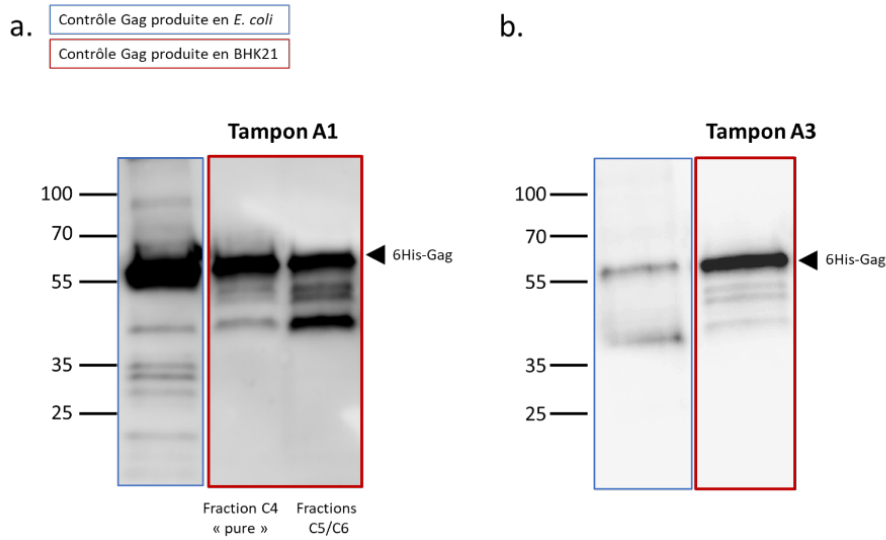 a.
Contrôle Gag produite en E. coli
Contrôle Gag produite en BHK21
Tampon A1
100
70
55
35
25
6His-Gag
Fraction C4
« pure »
Fractions
C5/C6
b.
Tampon A3
100
70
55
35
25
6His-Gag